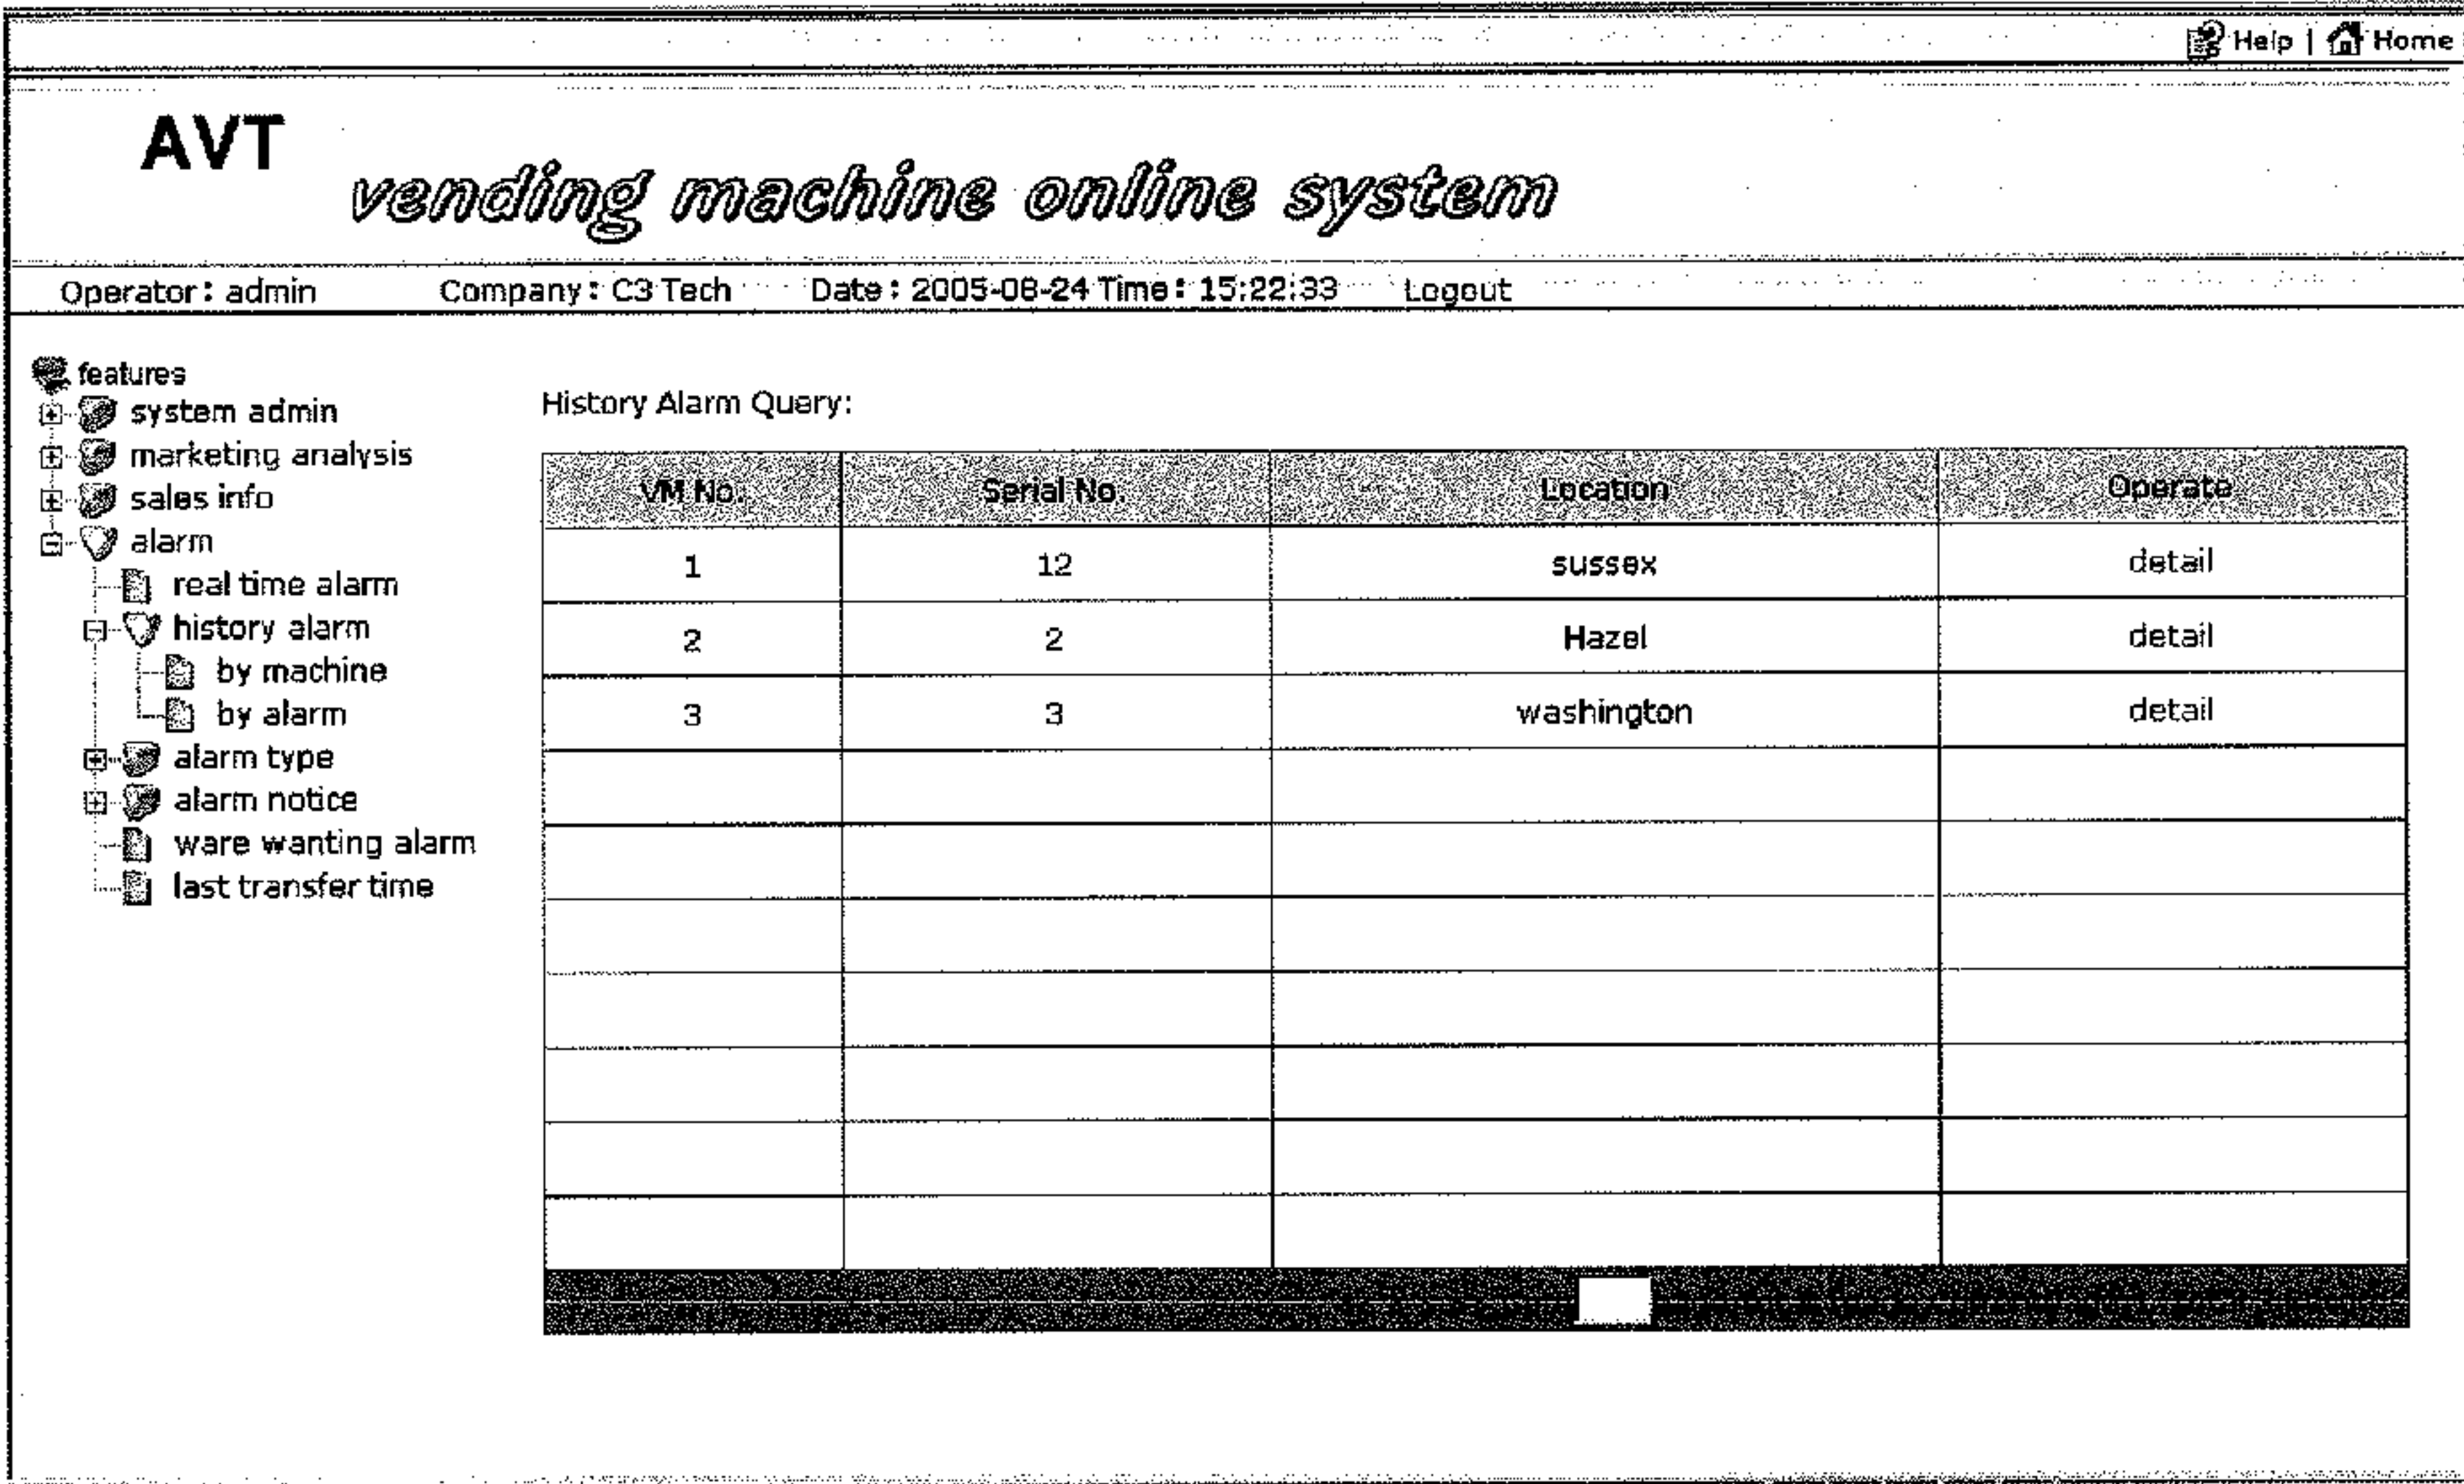 Help | Home
AVT
vending machine online system
Operator: admin Company: C3 Tech Date: 2005-08-24 Time: 15:22:33 Logout
features
system admin
marketing analysis
sales info
alarm
real time alarm
history alarm
by machine
by alarm
alarm type
alarm notice
ware wanting alarm
last transfer time
History Alarm Query:
VM No. Serial No. Location Operate
1 12 sussex detail
2 2 Hazel detail
3 3 washington detail